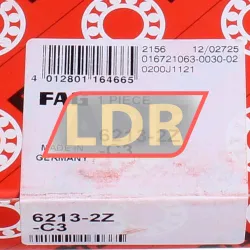 2156 12/02725
016721063-0030-02
0200J1121
4 012801 164665
FAG 1 PIECE
LDR
6213-2Z
-C3
MADE IN
GERMANY
6213-2Z
-C3